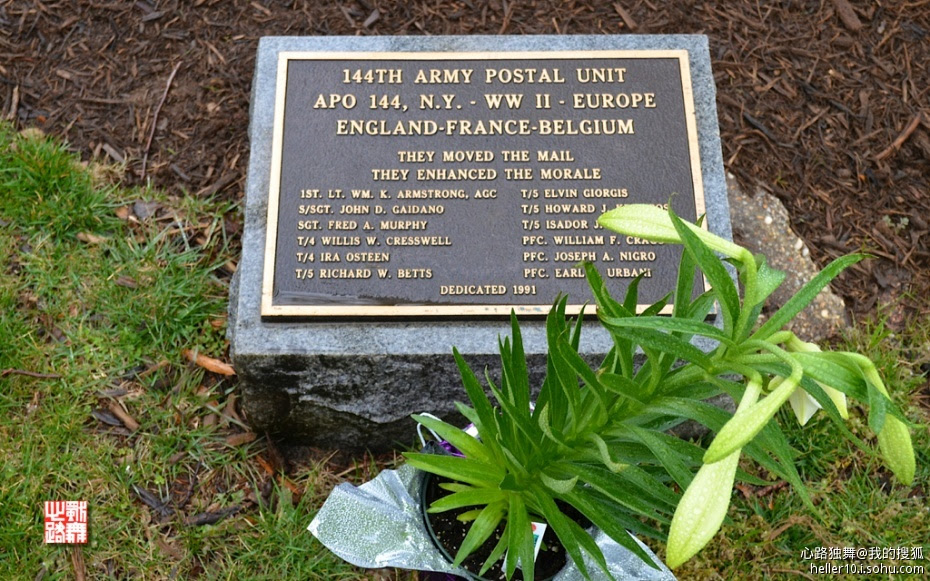 144TH ARMY POSTAL UNIT
APO 144, N.Y. - WW II - EUROPE
ENGLAND-FRANCE-BELGIUM
THEY MOVED THE MAIL
THEY ENHANCED THE MORALE
1ST. LT. WM. K. ARMSTRONG, AGC
S/SGT. JOHN D. GAIDANO
SGT. FRED A. MURPHY
T/4 WILLIS W. CRESSWELL
T/4 IRA OSTEEN
T/5 RICHARD W. BETTS
T/5 ELVIN GIORGIS
T/5 HOWARD J.
T/5 ISADOR
PFC. WILLIAM F.
PFC. JOSEPH A. NIGRO
PFC. EARL URBANI
DEDICATED 1991
心路独舞@我的搜狐
heller10.i.sohu.com